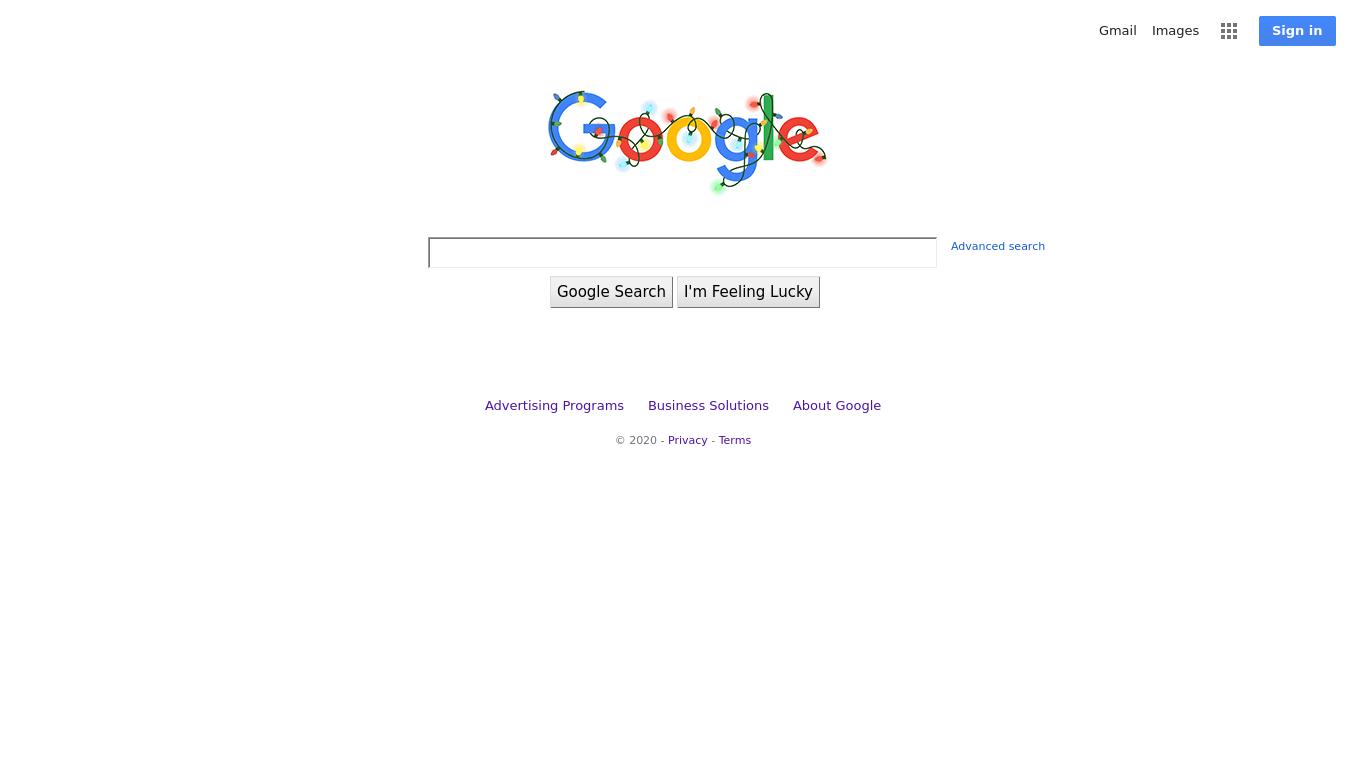 Gmail Images Sign in
Google
Advanced search
Google Search I'm Feeling Lucky
Advertising Programs Business Solutions About Google
© 2020 - Privacy - Terms